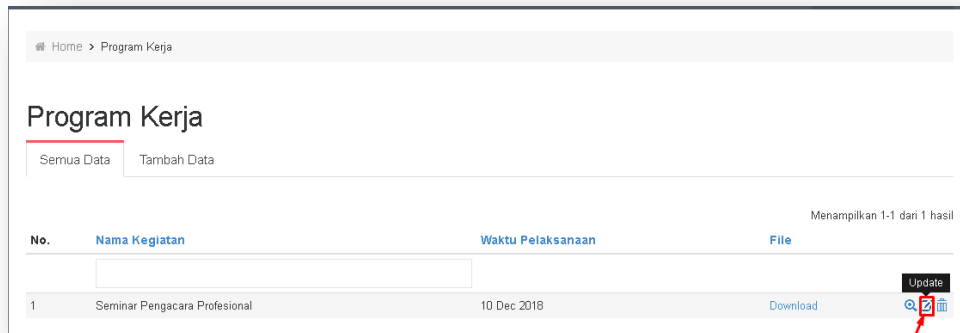 Home > Program Kerja
Program Kerja
Semua Data Tambah Data
Menampilkan 1-1 dari 1 hasil
No. Nama Kegiatan Waktu Pelaksanaan File
Update
1 Seminar Pengacara Profesional 10 Dec 2018 Download